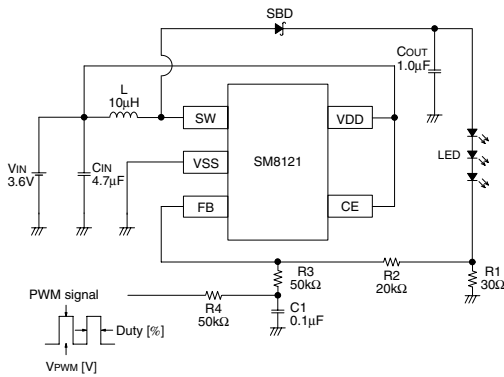 SBD
COUT
1.0µF
L
10µH
SW
VDD
VSS
SM8121
LED
VIN
3.6V
CIN
4.7µF
FB
CE
R3
50kΩ
R2
20kΩ
R1
30Ω
PWM signal
R4
50kΩ
C1
0.1µF
Duty [%]
VPWM [V]